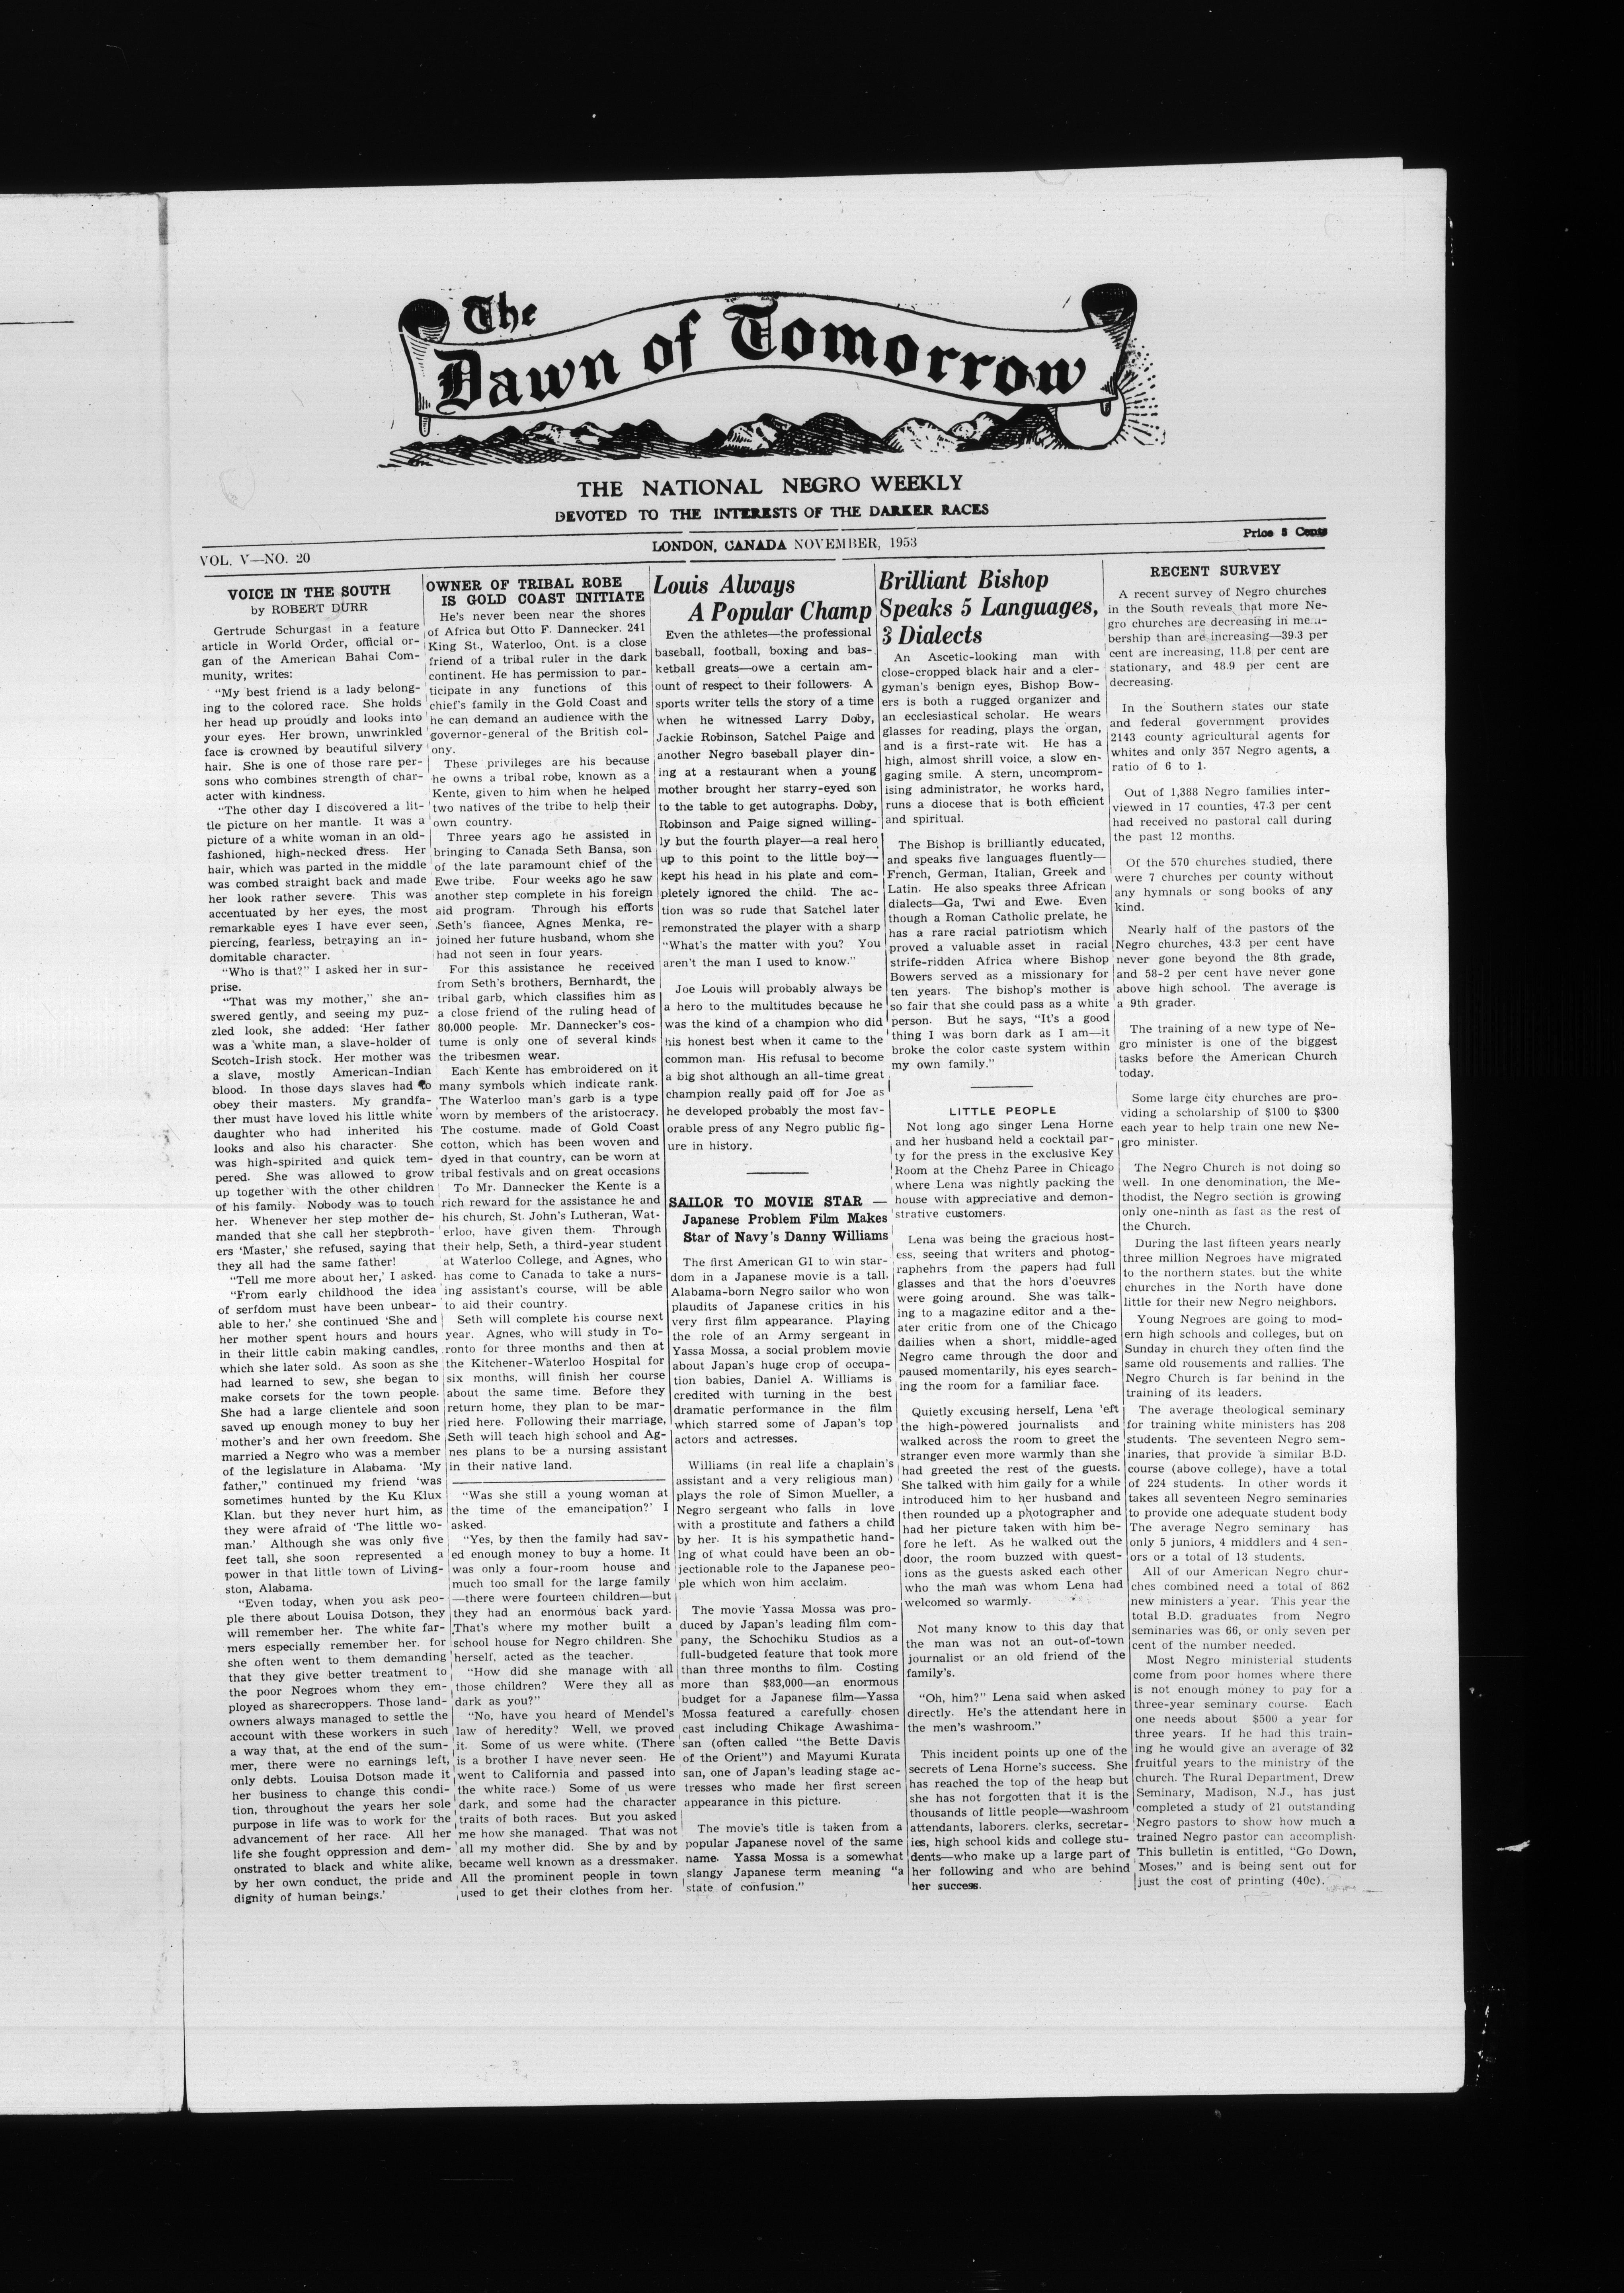 The
Dawn of Tomorrow
THE NATIONAL NEGRO WEEKLY
DEVOTED TO THE INTERESTS OF THE DARKER RACES
VOL. V—NO. 20
LONDON, CANADA NOVEMBER, 1953
Price 5 Cents
VOICE IN THE SOUTH
by ROBERT DURR
Gertrude Schurgast in a feature
article in World Order, official or-
gan of the American Bahai Com-
munity, writes:
"My best friend is a lady belong-
ing to the colored race. She holds
her head up proudly and looks into
your eyes. Her brown, unwrinkled
face is crowned by beautiful silvery
hair. She is one of those rare per-
sons who combines strength of char-
acter with kindness.
"The other day I discovered a lit-
tle picture on her mantle. It was a
picture of a white woman in an old-
fashioned, high-necked dress. Her
hair, which was parted in the middle
was combed straight back and made
her look rather severe. This was
accentuated by her eyes, the most
remarkable eyes I have ever seen,
piercing, fearless, betraying an in-
domitable character.
"Who is that?" I asked her in sur-
prise.
"That was my mother," she an-
swered gently, and seeing my puz-
zled look, she added: 'Her father
was a white man, a slave-holder of
Scotch-Irish stock. Her mother was
a slave, mostly American-Indian
blood. In those days slaves had to
obey their masters. My grandfa-
ther must have loved his little white
daughter who had inherited his
looks and also his character. She
was high-spirited and quick tem-
pered. She was allowed to grow
up together with the other children
of his family. Nobody was to touch
her. Whenever her step mother de-
manded that she call her stepbroth-
ers 'Master,' she refused, saying that
they all had the same father!
"Tell me more about her,' I asked.
"From early childhood the idea
of serfdom must have been unbear-
able to her,' she continued 'She and
her mother spent hours and hours
in their little cabin making candles,
which she later sold. As soon as she
had learned to sew, she began to
make corsets for the town people.
She had a large clientele and soon
saved up enough money to buy her
mother's and her own freedom. She
married a Negro who was a member
of the legislature in Alabama. 'My
father," continued my friend 'was
sometimes hunted by the Ku Klux
Klan. but they never hurt him, as
they were afraid of 'The little wo-
man.' Although she was only five
feet tall, she soon represented a
power in that little town of Living-
ston, Alabama.
"Even today, when you ask peo-
ple there about Louisa Dotson, they
will remember her. The white far-
mers especially remember her, for
she often went to them demanding
that they give better treatment to
the poor Negroes whom they em-
ployed as sharecroppers. Those land-
owners always managed to settle the
account with these workers in such
a way that, at the end of the sum-
mer, there were no earnings left,
only debts. Louisa Dotson made it
her business to change this condi-
tion, throughout the years her sole
purpose in life was to work for the
advancement of her race. All her
life she fought oppression and dem-
onstrated to black and white alike,
by her own conduct, the pride and
dignity of human beings.'
OWNER OF TRIBAL ROBE
IS GOLD COAST INITIATE
He's never been near the shores
of Africa but Otto F. Dannecker. 241
King St., Waterloo, Ont. is a close
friend of a tribal ruler in the dark
continent. He has permission to par-
ticipate in any functions of this
chief's family in the Gold Coast and
he can demand an audience with the
governor-general of the British col-
ony.
These privileges are his because
he owns a tribal robe, known as a
Kente, given to him when he helped
two natives of the tribe to help their
own country.
Three years ago he assisted in
bringing to Canada Seth Bansa, son
of the late paramount chief of the
Ewe tribe. Four weeks ago he saw
another step complete in his foreign
aid program. Through his efforts
Seth's fiancee, Agnes Menka, re-
joined her future husband, whom she
had not seen in four years.
For this assistance he received
from Seth's brothers, Bernhardt, the
tribal garb, which classifies him as
a close friend of the ruling head of
80.000 people. Mr. Dannecker's cos-
tume is only one of several kinds
the tribesmen wear.
Each Kente has embroidered on it
many symbols which indicate rank.
The Waterloo man's garb is a type
worn by members of the aristocracy.
The costume. made of Gold Coast
cotton, which has been woven and
dyed in that country, can be worn at
tribal festivals and on great occasions
To Mr. Dannecker the Kente is a
rich reward for the assistance he and
his church, St. John's Lutheran, Wat-
erloo, have given them. Through
their help, Seth, a third-year student
at Waterloo College, and Agnes, who
has come to Canada to take a nurs-
ing assistant's course, will be able
to aid their country.
Seth will complete his course next
year. Agnes, who will study in To-
ronto for three months and then at
the Kitchener-Waterloo Hospital for
six months, will finish her course
about the same time. Before they
return home, they plan to be mar-
ried here. Following their marriage,
Seth will teach high school and Ag-
nes plans to be a nursing assistant
in their native land.
"Was she still a young woman at
the time of the emancipation?' I
asked.
"Yes, by then the family had sav-
ed enough money to buy a home. It
was only a four-room house and
much too small for the large family
—there were fourteen children—but
they had an enormous back yard.
That's where my mother built a
school house for Negro children. She
herself, acted as the teacher.
"How did she manage with all
those children? Were they all as
dark as you?"
"No, have you heard of Mendel's
law of heredity? Well, we proved
it. Some of us were white. (There
is a brother I have never seen. He
went to California and passed into
the white race.) Some of us were
dark, and some had the character
traits of both races. But you asked
me how she managed. That was not
all my mother did. She by and by
became well known as a dressmaker.
All the prominent people in town
used to get their clothes from her.
Louis Always
A Popular Champ
Even the athletes—the professional
baseball, football, boxing and bas-
ketball greats—owe a certain am-
ount of respect to their followers. A
sports writer tells the story of a time
when he witnessed Larry Doby,
Jackie Robinson, Satchel Paige and
another Negro baseball player din-
ing at a restaurant when a young
mother brought her starry-eyed son
to the table to get autographs. Doby,
Robinson and Paige signed willing-
ly but the fourth player—a real hero
up to this point to the little boy—
kept his head in his plate and com-
pletely ignored the child. The ac-
tion was so rude that Satchel later
remonstrated the player with a sharp
"What's the matter with you? You
aren't the man I used to know."
Joe Louis will probably always be
a hero to the multitudes because he
was the kind of a champion who did
his honest best when it came to the
common man. His refusal to become
a big shot although an all-time great
champion really paid off for Joe as
he developed probably the most fav-
orable press of any Negro public fig-
ure in history.
SAILOR TO MOVIE STAR —
Japanese Problem Film Makes
Star of Navy's Danny Williams
The first American GI to win star-
dom in a Japanese movie is a tall,
Alabama-born Negro sailor who won
plaudits of Japanese critics in his
very first film appearance. Playing
the role of an Army sergeant in
Yassa Mossa, a social problem movie
about Japan's huge crop of occupa-
tion babies, Daniel A. Williams is
credited with turning in the best
dramatic performance in the film
which starred some of Japan's top
actors and actresses.
Williams (in real life a chaplain's
assistant and a very religious man)
plays the role of Simon Mueller, a
Negro sergeant who falls in love
with a prostitute and fathers a child
by her. It is his sympathetic hand-
ing of what could have been an ob-
jectionable role to the Japanese peo-
ple which won him acclaim.
The movie Yassa Mossa was pro-
duced by Japan's leading film com-
pany, the Schochiku Studios as a
full-budgeted feature that took more
than three months to film. Costing
more than $83,000—an enormous
budget for a Japanese film—Yassa
Mossa featured a carefully chosen
cast including Chikage Awashima-
san (often called "the Bette Davis
of the Orient") and Mayumi Kurata
san, one of Japan's leading stage ac-
tresses who made her first screen
appearance in this picture.
The movie's title is taken from a
popular Japanese novel of the same
name. Yassa Mossa is a somewhat
slangy Japanese term meaning "a
state of confusion."
Brilliant Bishop
Speaks 5 Languages,
3 Dialects
An Ascetic-looking man with
close-cropped black hair and a cler-
gyman's benign eyes, Bishop Bow-
ers is both a rugged organizer and
an ecclesiastical scholar. He wears
glasses for reading, plays the organ,
and is a first-rate wit. He has a
high, almost shrill voice, a slow en-
gaging smile. A stern, uncomprom-
ising administrator, he works hard,
runs a diocese that is both efficient
and spiritual.
The Bishop is brilliantly educated,
and speaks five languages fluently—
French, German, Italian, Greek and
Latin. He also speaks three African
dialects—Ga, Twi and Ewe. Even
though a Roman Catholic prelate, he
has a rare racial patriotism which
proved a valuable asset in racial
strife-ridden Africa where Bishop
Bowers served as a missionary for
ten years. The bishop's mother is
so fair that she could pass as a white
person. But he says, "It's a good
thing I was born dark as I am—it
broke the color caste system within
my own family."
LITTLE PEOPLE
Not long ago singer Lena Horne
and her husband held a cocktail par-
ty for the press in the exclusive Key
Room at the Chehz Paree in Chicago
where Lena was nightly packing the
house with appreciative and demon-
strative customers.
Lena was being the gracious host-
ess, seeing that writers and photog-
raphehrs from the papers had full
glasses and that the hors d'oeuvres
were going around. She was talk-
ing to a magazine editor and a the-
ater critic from one of the Chicago
dailies when a short, middle-aged
Negro came through the door and
paused momentarily, his eyes search-
ing the room for a familiar face.
Quietly excusing herself, Lena 'eft
the high-powered journalists and
walked across the room to greet the
stranger even more warmly than she
had greeted the rest of the guests.
She talked with him gaily for a while
introduced him to her husband and
then rounded up a photographer and
had her picture taken with him be-
fore he left. As he walked out the
door, the room buzzed with quest-
ions as the guests asked each other
who the man was whom Lena had
welcomed so warmly.
Not many know to this day that
the man was not an out-of-town
journalist or an old friend of the
family's.
"Oh, him?" Lena said when asked
directly. He's the attendant here in
the men's washroom."
This incident points up one of the
secrets of Lena Horne's success. She
has reached the top of the heap but
she has not forgotten that it is the
thousands of little people—washroom
attendants, laborers. clerks, secretar-
ies, high school kids and college stu-
dents—who make up a large part of
her following and who are behind
her success.
RECENT SURVEY
A recent survey of Negro churches
in the South reveals that more Ne-
gro churches are decreasing in mem-
bership than are increasing—39.3 per
cent are increasing, 11.8 per cent are
stationary, and 48.9 per cent are
decreasing.
In the Southern states our state
and federal government provides
2143 county agricultural agents for
whites and only 357 Negro agents, a
ratio of 6 to 1.
Out of 1,388 Negro families inter-
viewed in 17 counties, 47.3 per cent
had received no pastoral call during
the past 12 months.
Of the 570 churches studied, there
were 7 churches per county without
any hymnals or song books of any
kind.
Nearly half of the pastors of the
Negro churches, 43.3 per cent have
never gone beyond the 8th grade,
and 58-2 per cent have never gone
above high school. The average is
a 9th grader.
The training of a new type of Ne-
gro minister is one of the biggest
tasks before the American Church
today.
Some large city churches are pro-
viding a scholarship of $100 to $300
each year to help train one new Ne-
gro minister.
The Negro Church is not doing so
well. In one denomination, the Me-
thodist, the Negro section is growing
only one-ninth as fast as the rest of
the Church.
During the last fifteen years nearly
three million Negroes have migrated
to the northern states. but the white
churches in the North have done
little for their new Negro neighbors.
Young Negroes are going to mod-
ern high schools and colleges, but on
Sunday in church they often find the
same old rousements and rallies. The
Negro Church is far behind in the
training of its leaders.
The average theological seminary
for training white ministers has 208
students. The seventeen Negro sem-
inaries, that provide a similar B.D.
course (above college), have a total
of 224 students. In other words it
takes all seventeen Negro seminaries
to provide one adequate student body
The average Negro seminary has
only 5 juniors, 4 middlers and 4 sen-
ors or a total of 13 students.
All of our American Negro chur-
ches combined need a total of 862
new ministers a year. This year the
total B.D. graduates from Negro
seminaries was 66, or only seven per
cent of the number needed.
Most Negro ministerial students
come from poor homes where there
is not enough money to pay for a
three-year seminary course. Each
one needs about $500 a year for
three years. If he had this train-
ing he would give an average of 32
fruitful years to the ministry of the
church. The Rural Department, Drew
Seminary, Madison, N.J., has just
completed a study of 21 outstanding
Negro pastors to show how much a
trained Negro pastor can accomplish.
This bulletin is entitled, "Go Down,
Moses," and is being sent out for
just the cost of printing (40c).